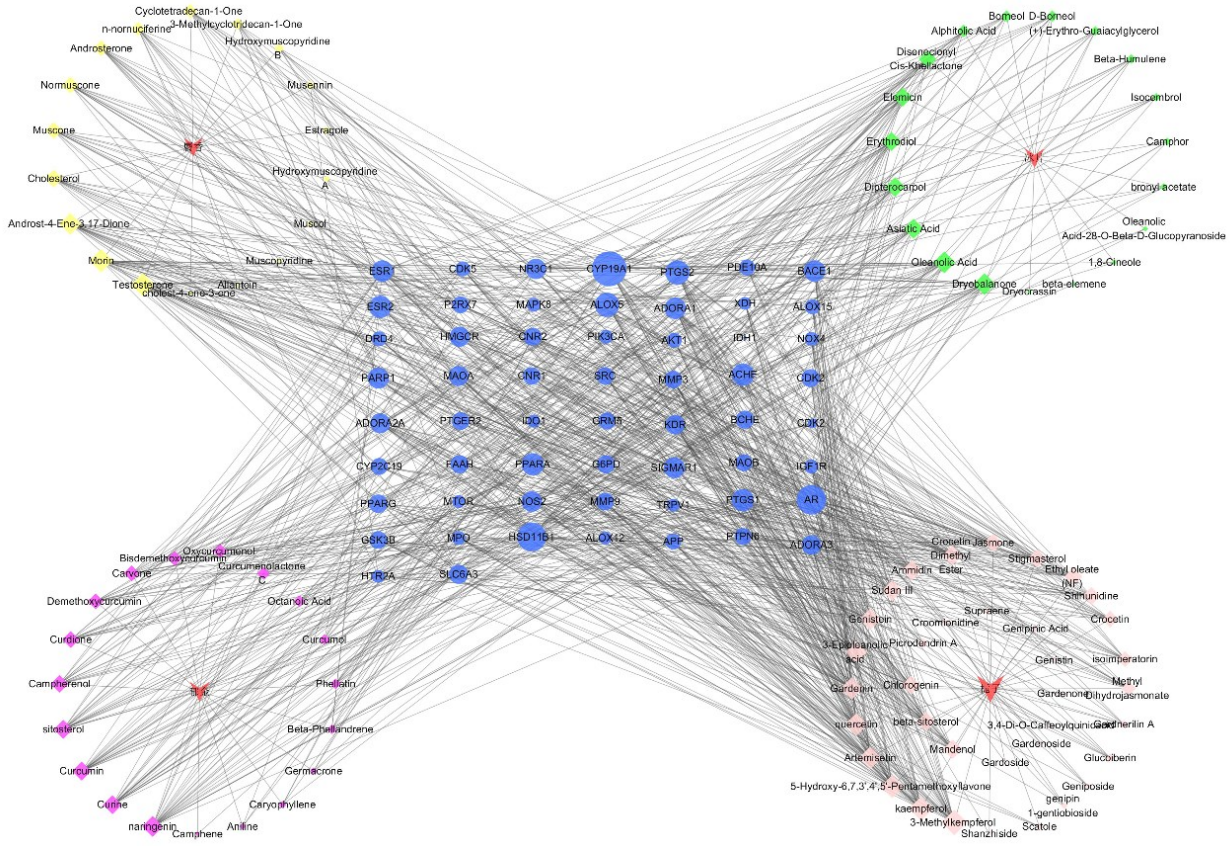 Cyclotetradecan-1-One
n-nornuciferine
3-Methylcyclotridecan-1-One
Androsterone
Hydroxymuscopyridine
B
Normuscone
Musennin
Muscone
Estragole
Cholesterol
Hydroxymuscopyridine
A
Androst-4-Ene-3,17-Dione
Muscol
Morin
Muscopyridine
Testosterone
Allantoin
cholest-4-ene-3-one
Borneol
D-Borneol
Alphitolic Acid
(+)-Erythro-Guaiacylglycerol
Cis-Khellactone
Beta-Humulene
Elemicin
Isocembrol
Erythrodiol
Camphor
Dipterocarpol
bronyl acetate
Asiatic Acid
Oleanolic
Acid-28-O-Beta-D-Glucopyranoside
Oleanolic Acid
1,8-Cineole
Dryobalanone
beta-elemene
ESR1
CDK5
NR3C1
CYP19A1
PTGS2
PDE10A
BACE1
ESR2
P2RX7
MAPK8
ALOX5
ADORA1
XDH
ALOX15
DRD4
HMGCR
CNR2
PIK3CA
AKT1
IDH1
NOX4
PARP1
MAOA
CNR1
SRC
MMP3
ACHE
CDK2
ADORA2A
PTGER2
IDO1
GRM5
KDR
BCHE
CDK2
CYP2C19
FAAH
PPARA
G6PD
SIGMAR1
MAOB
IGF1R
PPARG
MTOR
NOS2
MMP9
TRPV1
PTGS1
AR
GSK3B
MPO
HSD11B1
ALOX12
APP
PTPN6
ADORA3
HTR2A
SLC6A3
Oxycurcumenol
Bisdemethoxycurcumin
Carvone
Curcumenolactone
C
Demethoxycurcumin
Octanoic Acid
Curdione
Curcumol
Campherenol
Phellatin
sitosterol
Beta-Phellandrene
Curcumin
Germacrone
Curine
Caryophyllene
naringenin
Aniline
Camphene
Crocetin
Jasmone
Dimethyl
Ester
Stigmasterol
Ammidin
Ethyl oleate
(NF)
Sudan III
Crocetin
Supraene
Croomionidine
Genipinic Acid
Picrodendrin A
acid
Genistin
isoimperatorin
Gardenin
Chlorogenin
Gardenone
Methyl
Dihydrojasmonate
quercetin
beta-sitosterol
3,4-Di-O-Caffeoylquinic
Artemisetin
Mandenol
Gardenoside
Gardoside
Glucoiberin
5-Hydroxy-6,7,3',4',5'-Pentamethoxyflavone
Geniposide
kaempferol
genipin
1-gentiobioside
3-Methylkempferol
Shanzhiside
Scatole